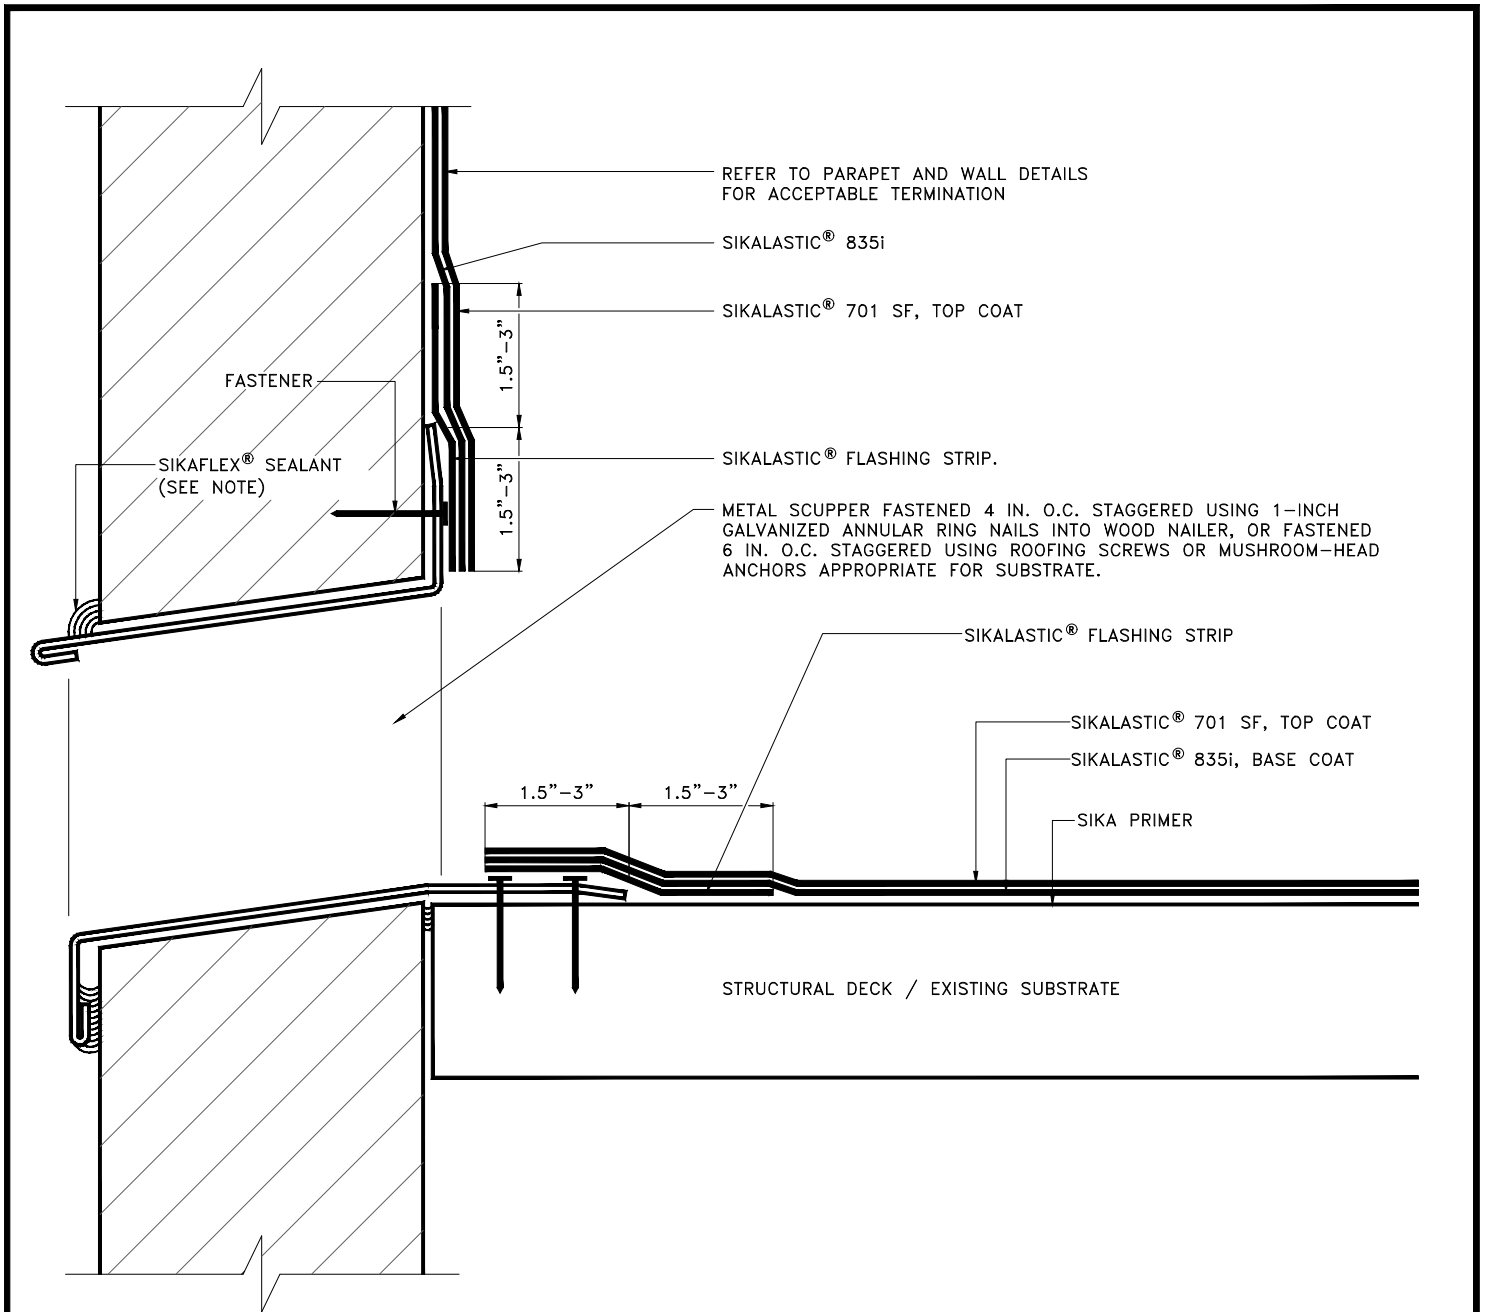 REFER TO PARAPET AND WALL DETAILS
FOR ACCEPTABLE TERMINATION
SIKALASTIC® 835i
SIKALASTIC® 701 SF, TOP COAT
1.5"-3"
FASTENER
SIKAFLEX® SEALANT
(SEE NOTE)
SIKALASTIC® FLASHING STRIP.
1.5"-3"
METAL SCUPPER FASTENED 4 IN. O.C. STAGGERED USING 1-INCH
GALVANIZED ANNULAR RING NAILS INTO WOOD NAILER, OR FASTENED
6 IN. O.C. STAGGERED USING ROOFING SCREWS OR MUSHROOM-HEAD
ANCHORS APPROPRIATE FOR SUBSTRATE.
SIKALASTIC® FLASHING STRIP
SIKALASTIC® 701 SF, TOP COAT
SIKALASTIC® 835i, BASE COAT
1.5"-3"
1.5"-3"
SIKA PRIMER
STRUCTURAL DECK / EXISTING SUBSTRATE